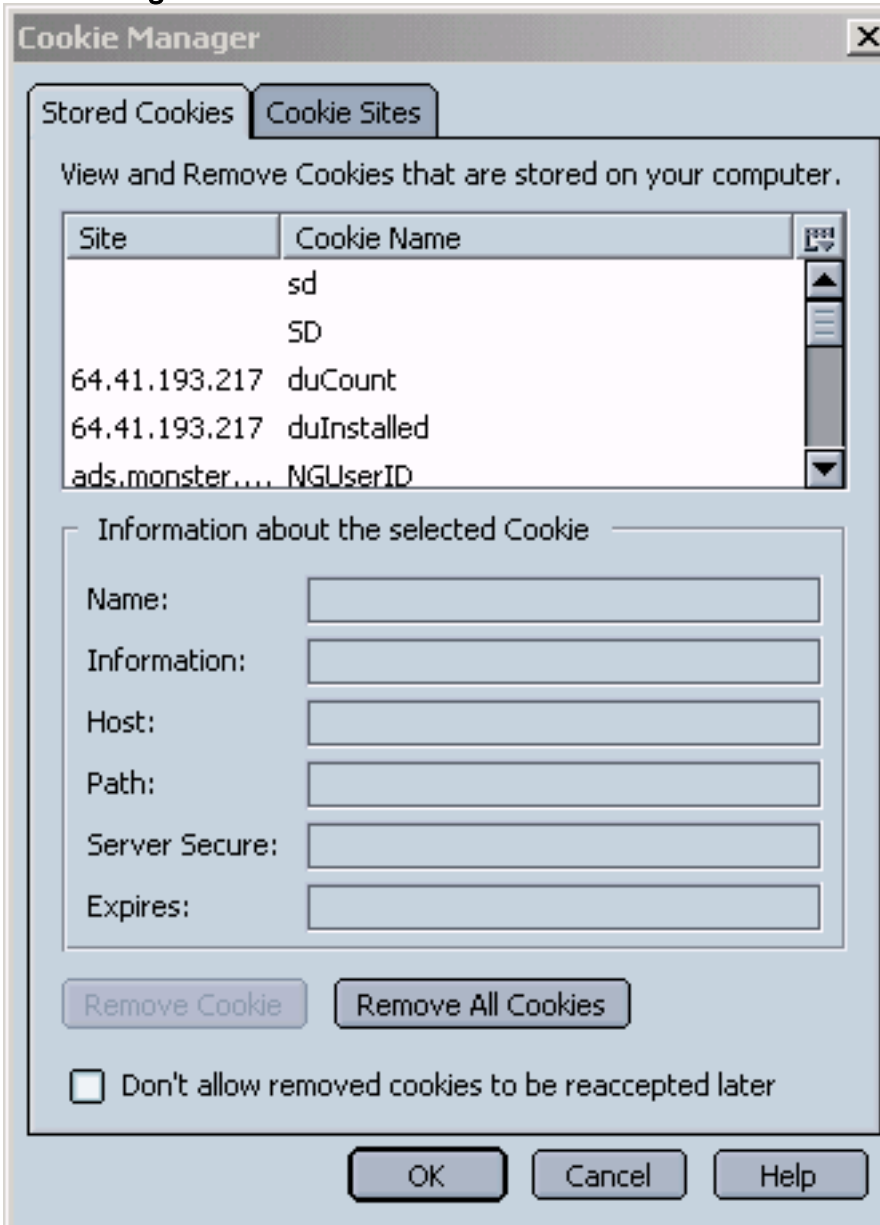 Cookie Manager
Stored Cookies Cookie Sites
View and Remove Cookies that are stored on your computer.
Site Cookie Name
sd
SD
64.41.193.217 duCount
64.41.193.217 duInstalled
ads.monster.... NGUserID
Information about the selected Cookie
Name:
Information:
Host:
Path:
Server Secure:
Expires:
Remove Cookie Remove All Cookies
Don't allow removed cookies to be reaccepted later
OK Cancel Help